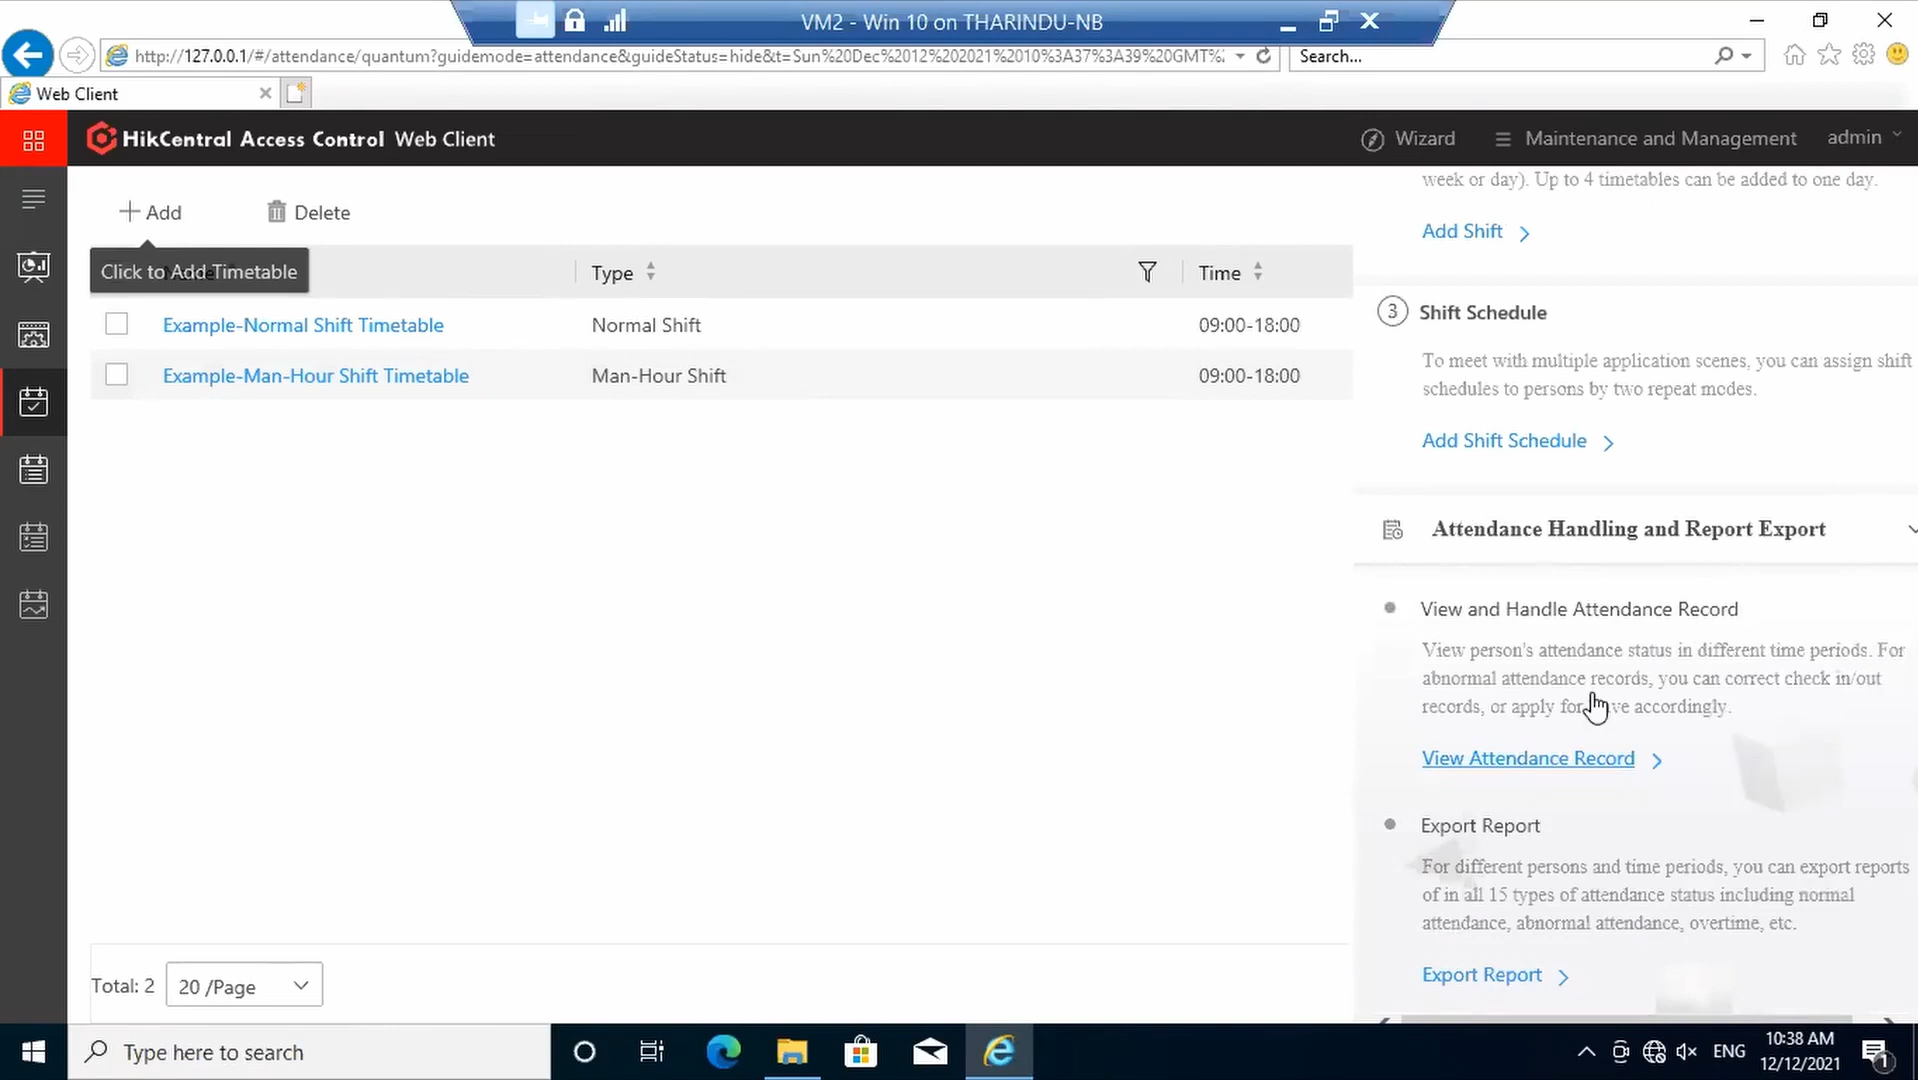 VM2 - Win 10 on THARINDU-NB
http://127.0.0.1/#/attendance/quantum?guidemode=attendance&guideStatus=hide&t=Sun%20Dec%2012%202021%2010%3A37%3A39%20GMT%
Search...
Web Client
HikCentral Access Control Web Client
Wizard
Maintenance and Management
admin
Add
Delete
Click to Add Timetable
Type
Time
Example-Normal Shift Timetable
Normal Shift
09:00-18:00
Example-Man-Hour Shift Timetable
Man-Hour Shift
09:00-18:00
Total: 2
20 /Page
week or day). Up to 4 timetables can be added to one day.
Add Shift
3 Shift Schedule
To meet with multiple application scenes, you can assign shift
schedules to persons by two repeat modes.
Add Shift Schedule
Attendance Handling and Report Export
View and Handle Attendance Record
View person's attendance status in different time periods. For
abnormal attendance records, you can correct check in/out
records, or apply for accordingly.
View Attendance Record
Export Report
For different persons and time periods, you can export reports
of in all 15 types of attendance status including normal
attendance, abnormal attendance, overtime, etc.
Export Report
Type here to search
ENG
10:38 AM
12/12/2021
1